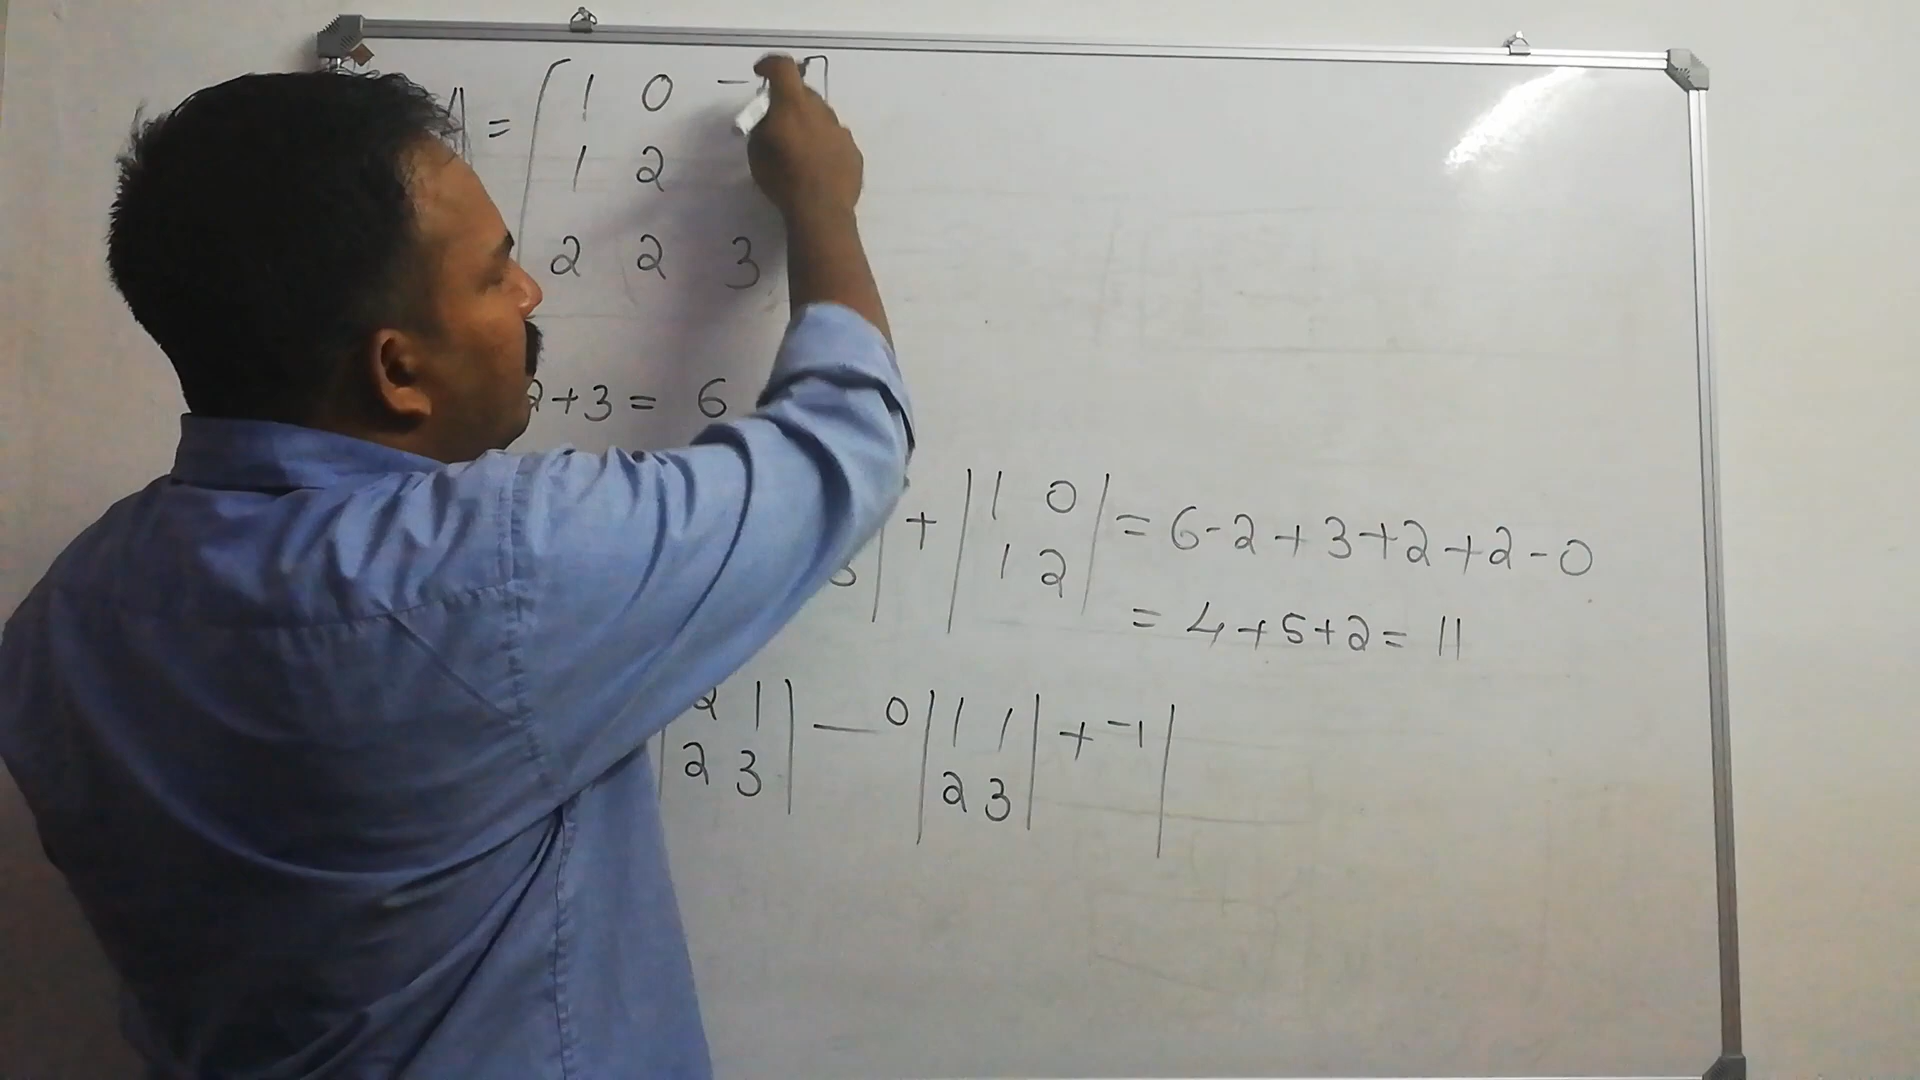 A = [ 1 0 -
1 2
2 2 3
2+3 = 6
+ | 1 0 | = 6-2+3+2+2-0
3 | | 1 2 |
= 4+5+2 = 11
2 1 | — 0 | 1 1 | + -1 |
| 2 3 | | 2 3 | |